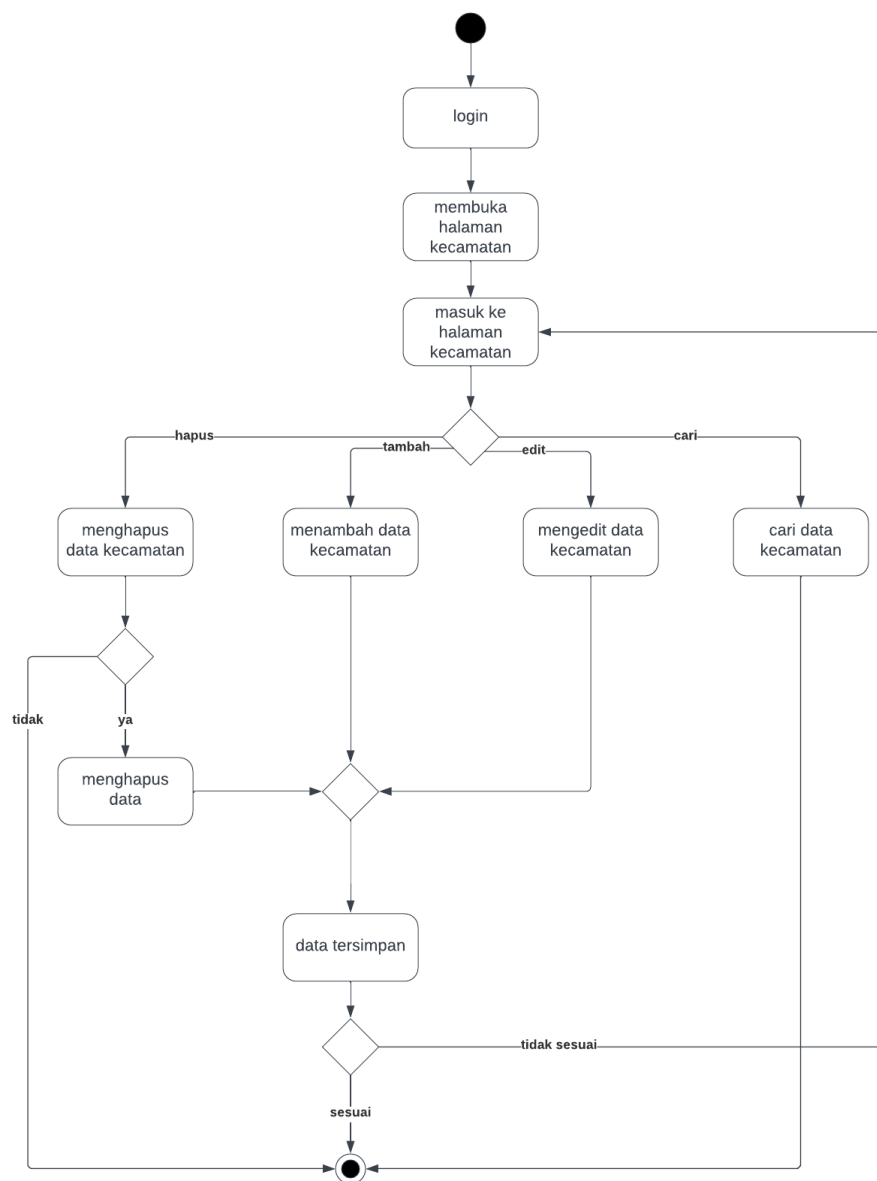 login
membuka
halaman
kecamatan
masuk ke
halaman
kecamatan
hapus
tambah
edit
cari
menghapus
data kecamatan
menambah data
kecamatan
mengedit data
kecamatan
cari data
kecamatan
tidak
ya
menghapus
data
data tersimpan
tidak sesuai
sesuai